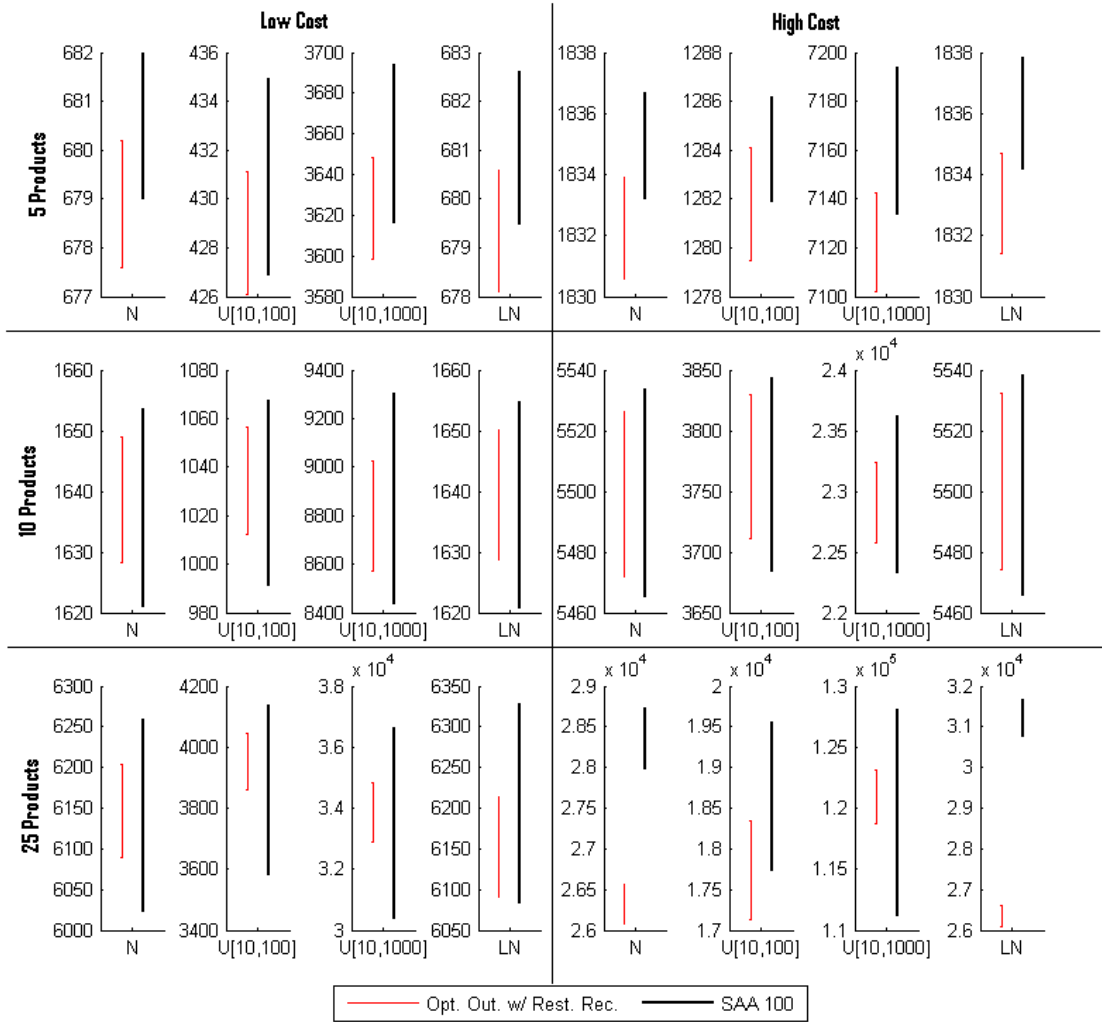 Low Cost
High Cost
5 Products
682 681 680 679 678 677 N
436 434 432 430 428 426 U[10,100]
3700 3680 3660 3640 3620 3600 3580 U[10,1000]
683 682 681 680 679 678 LN
1838 1836 1834 1832 1830 N
1288 1286 1284 1282 1280 1278 U[10,100]
7200 7180 7160 7140 7120 7100 U[10,1000]
1838 1836 1834 1832 1830 LN
10 Products
1660 1650 1640 1630 1620 N
1080 1060 1040 1020 1000 980 U[10,100]
9400 9200 9000 8800 8600 8400 U[10,1000]
1660 1650 1640 1630 1620 LN
5540 5520 5500 5480 5460 N
3850 3800 3750 3700 3650 U[10,100]
x 10^4 2.4 2.35 2.3 2.25 2.2 U[10,1000]
5540 5520 5500 5480 5460 LN
25 Products
6300 6250 6200 6150 6100 6050 6000 N
4200 4000 3800 3600 3400 U[10,100]
x 10^4 3.8 3.6 3.4 3.2 3 U[10,1000]
6350 6300 6250 6200 6150 6100 6050 LN
x 10^4 2.9 2.85 2.8 2.75 2.7 2.65 2.6 N
x 10^4 2 1.95 1.9 1.85 1.8 1.75 1.7 U[10,100]
x 10^5 1.3 1.25 1.2 1.15 1.1 U[10,1000]
x 10^4 3.2 3.1 3 2.9 2.8 2.7 2.6 LN
Opt. Out. w/ Rest. Rec.
SAA 100